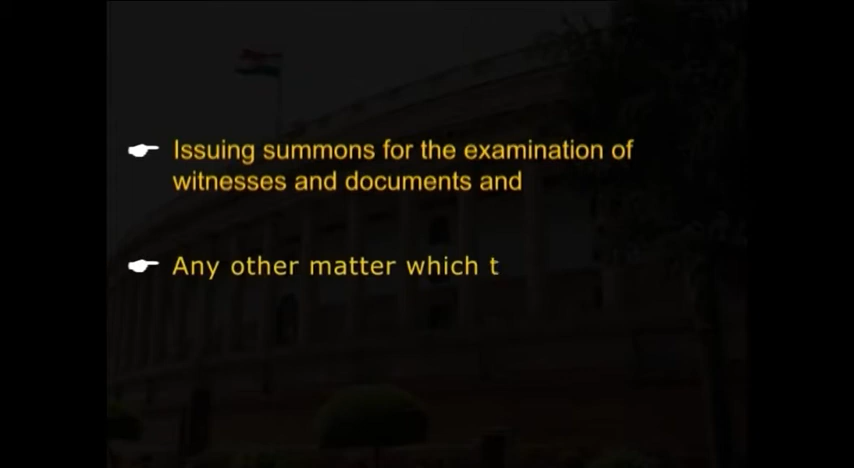 Issuing summons for the examination of
witnesses and documents and
Any other matter which t